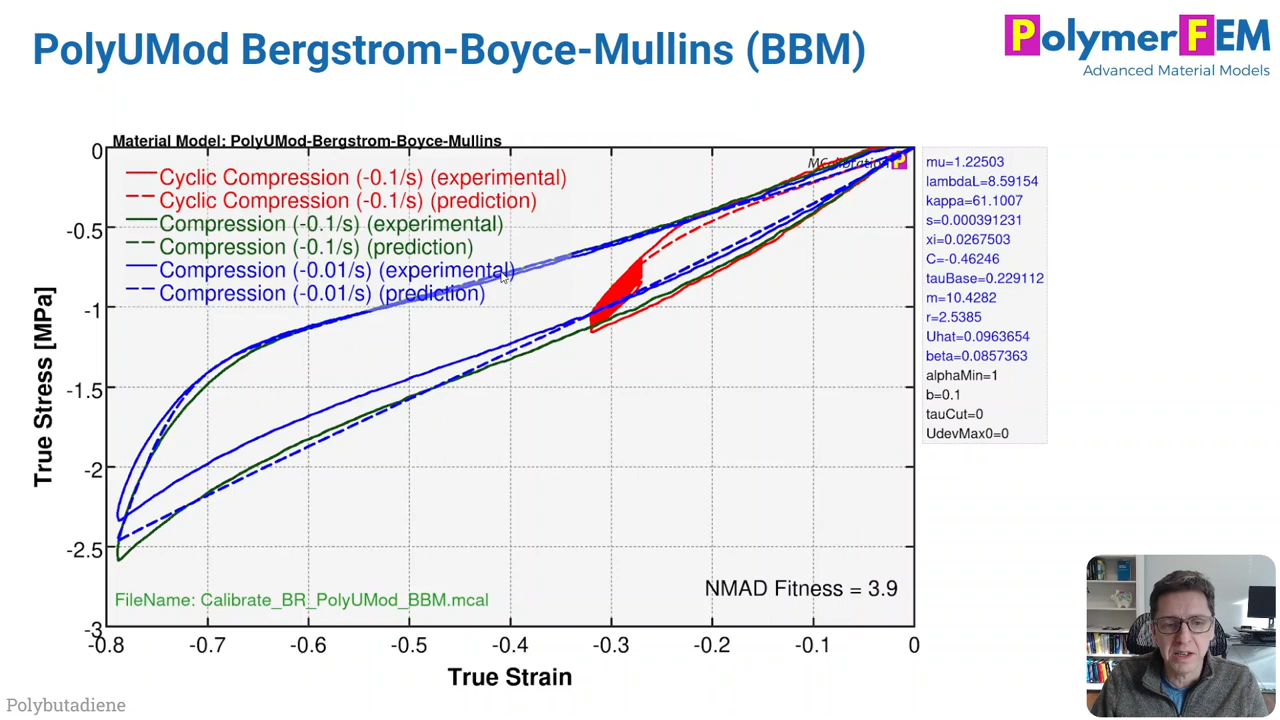 PolyUMod Bergstrom-Boyce-Mullins (BBM)
PolymerFEM
Advanced Material Models
Material Model: PolyUMod-Bergstrom-Boyce-Mullins
MCalibration P
Cyclic Compression (-0.1/s) (experimental)
Cyclic Compression (-0.1/s) (prediction)
Compression (-0.1/s) (experimental)
Compression (-0.1/s) (prediction)
Compression (-0.01/s) (experimental)
Compression (-0.01/s) (prediction)
0
-0.5
-1
-1.5
-2
-2.5
-3
True Stress [MPa]
mu=1.22503
lambdaL=8.59154
kappa=61.1007
s=0.000391231
xi=0.0267503
C=-0.46246
tauBase=0.229112
m=10.4282
r=2.5385
Uhat=0.0963654
beta=0.0857363
alphaMin=1
b=0.1
tauCut=0
UdevMax0=0
NMAD Fitness = 3.9
FileName: Calibrate_BR_PolyUMod_BBM.mcal
-0.8 -0.7 -0.6 -0.5 -0.4 -0.3 -0.2 -0.1 0
True Strain
Polybutadiene